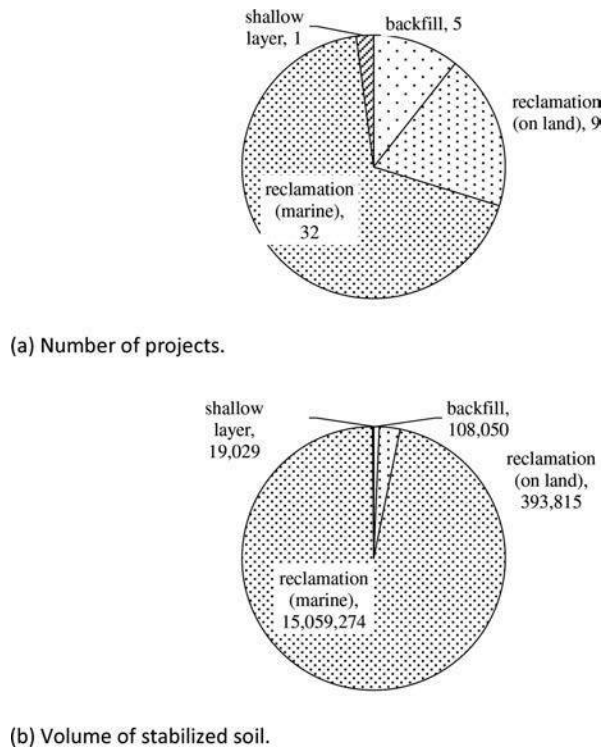 shallow
layer, 1
backfill, 5
reclamation
(on land), 9
reclamation
(marine),
32
(a) Number of projects.
shallow
layer,
19,029
backfill,
108,050
reclamation
(on land),
393,815
reclamation
(marine),
15,059,274
(b) Volume of stabilized soil.